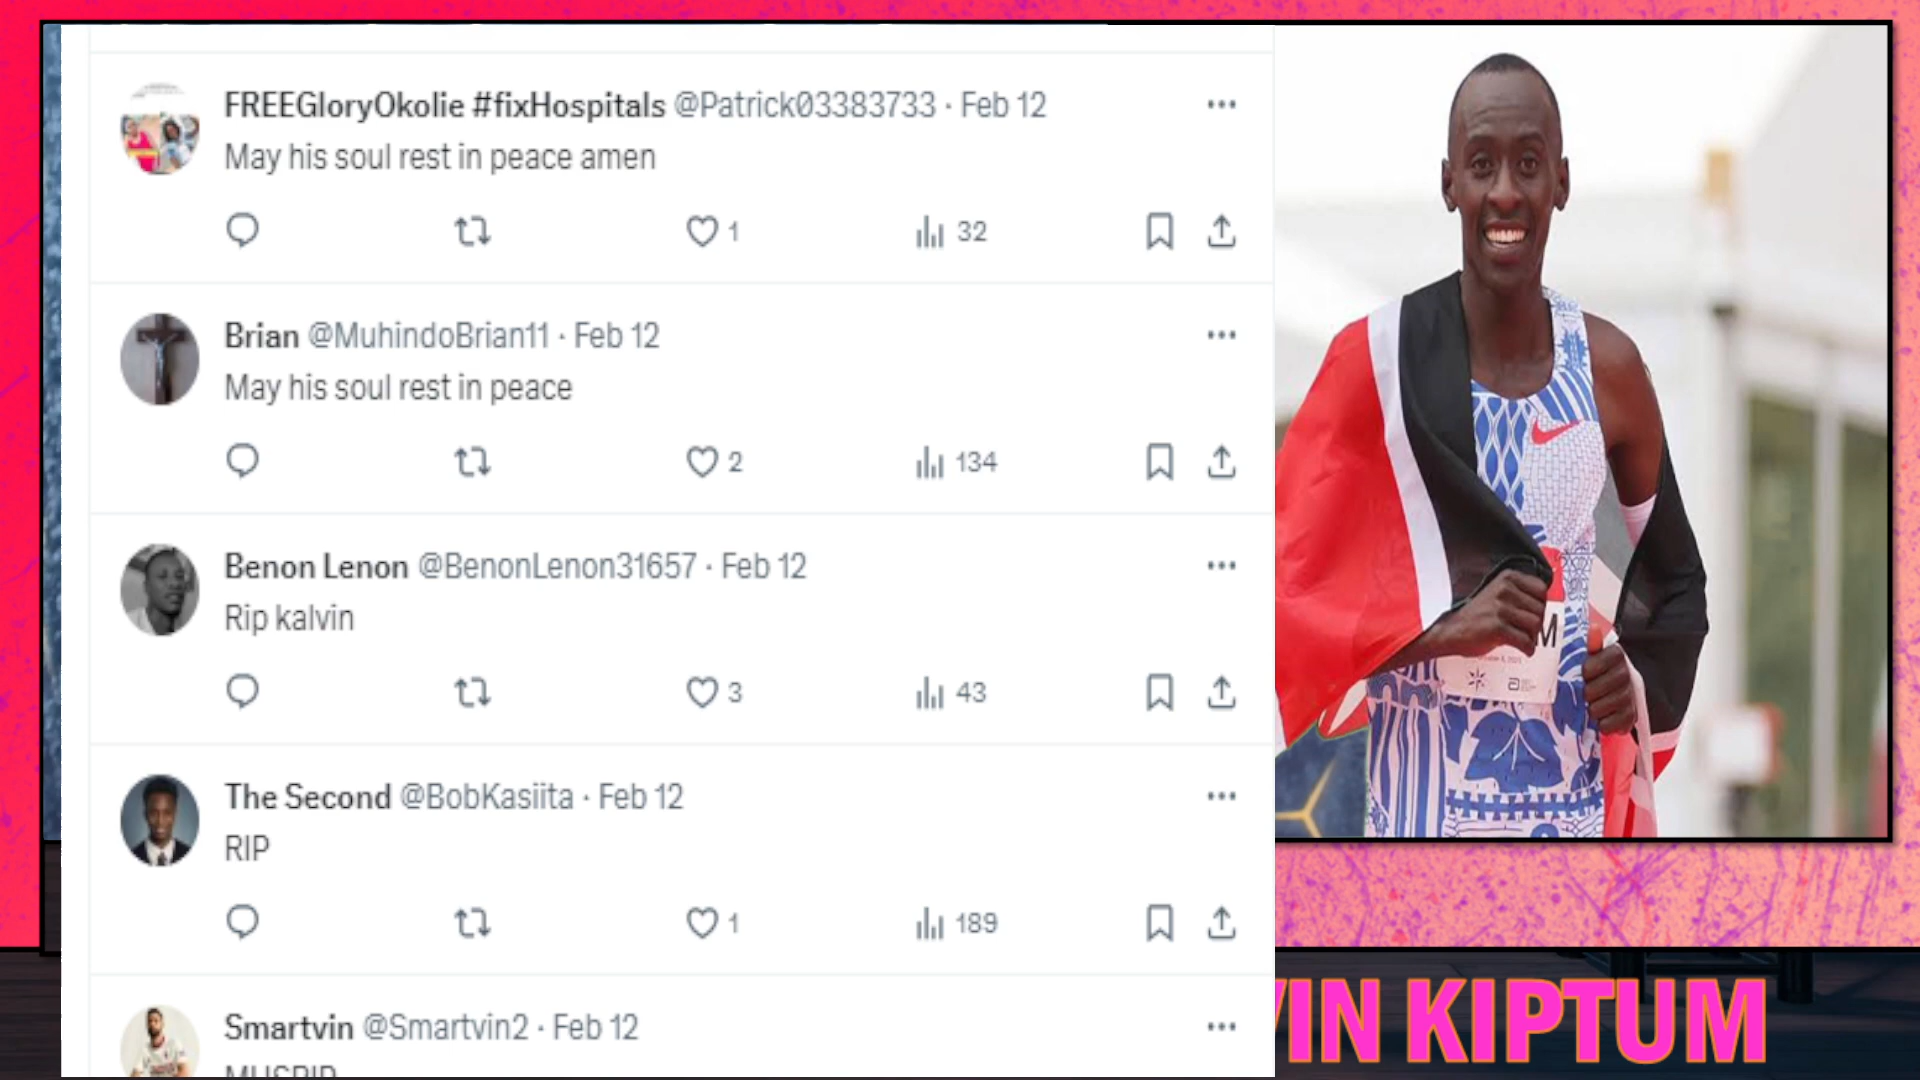 FREEGloryOkolie #fixHospitals @Patrick03383733 · Feb 12
May his soul rest in peace amen
1 32
Brian @MuhindoBrian11 · Feb 12
May his soul rest in peace
2 134
Benon Lenon @BenonLenon31657 · Feb 12
Rip kalvin
3 43
The Second @BobKasiita · Feb 12
RIP
1 189
Smartvin @Smartvin2 · Feb 12
M
VIN KIPTUM